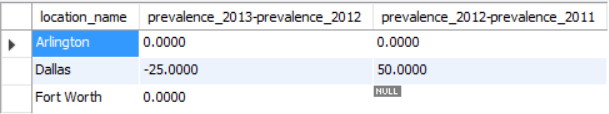 location_name prevalence_2013-prevalence_2012 prevalence_2012-prevalence_2011
Arlington 0.0000 0.0000
Dallas -25.0000 50.0000
Fort Worth 0.0000 NULL